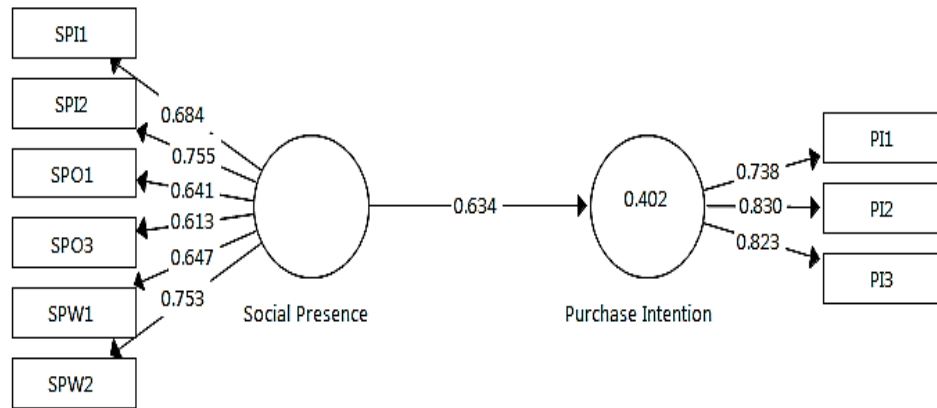 SPI1
SPI2
SPO1
SPO3
SPW1
SPW2
0.684
0.755
0.641
0.613
0.647
0.753
Social Presence
0.634
0.402
Purchase Intention
0.738
0.830
0.823
PI1
PI2
PI3